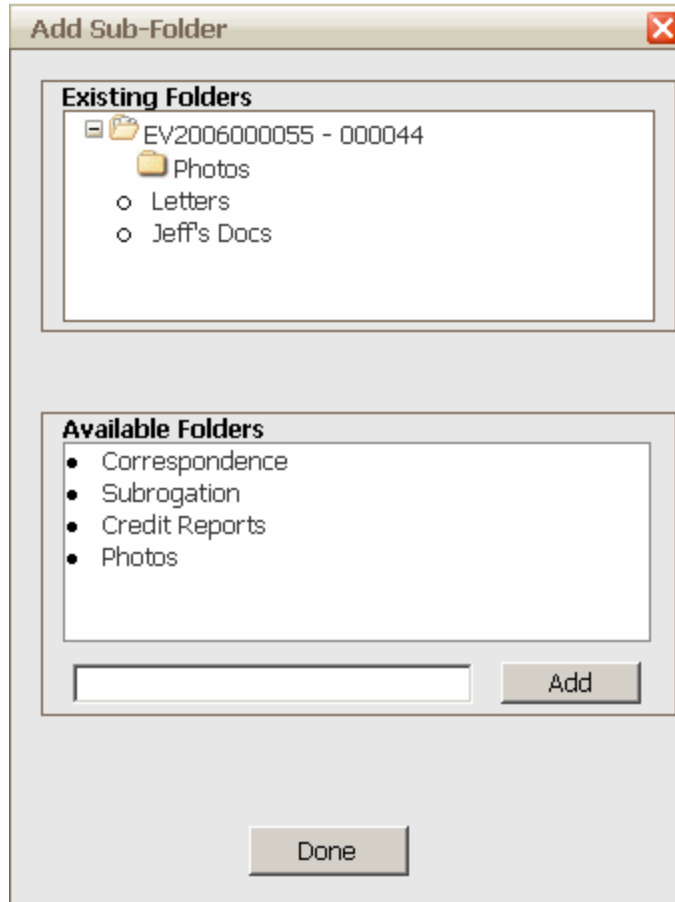 Add Sub-Folder
Existing Folders
EV2006000055 - 000044
Photos
Letters
Jeff's Docs
Available Folders
Correspondence
Subrogation
Credit Reports
Photos
Add
Done